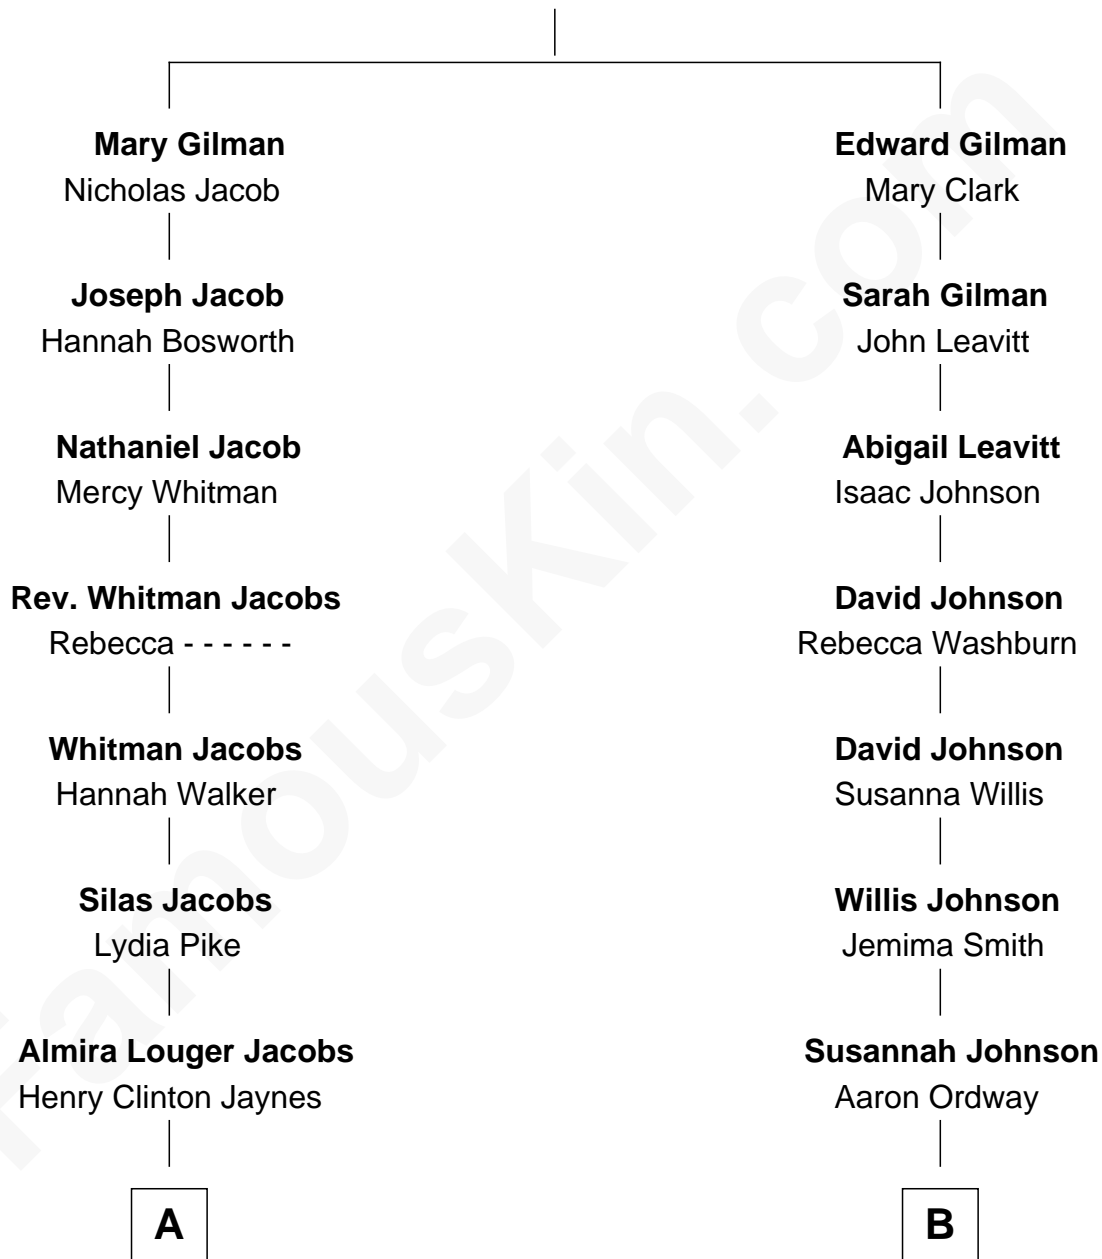 Mary Gilman
Nicholas Jacob
Joseph Jacob
Hannah Bosworth
Nathaniel Jacob
Mercy Whitman
Rev. Whitman Jacobs
Rebecca - - - - - -
Whitman Jacobs
Hannah Walker
Silas Jacobs
Lydia Pike
Almira Louger Jacobs
Henry Clinton Jaynes
A
Edward Gilman
Mary Clark
Sarah Gilman
John Leavitt
Abigail Leavitt
Isaac Johnson
David Johnson
Rebecca Washburn
David Johnson
Susanna Willis
Willis Johnson
Jemima Smith
Susannah Johnson
Aaron Ordway
B
FamousKin.com